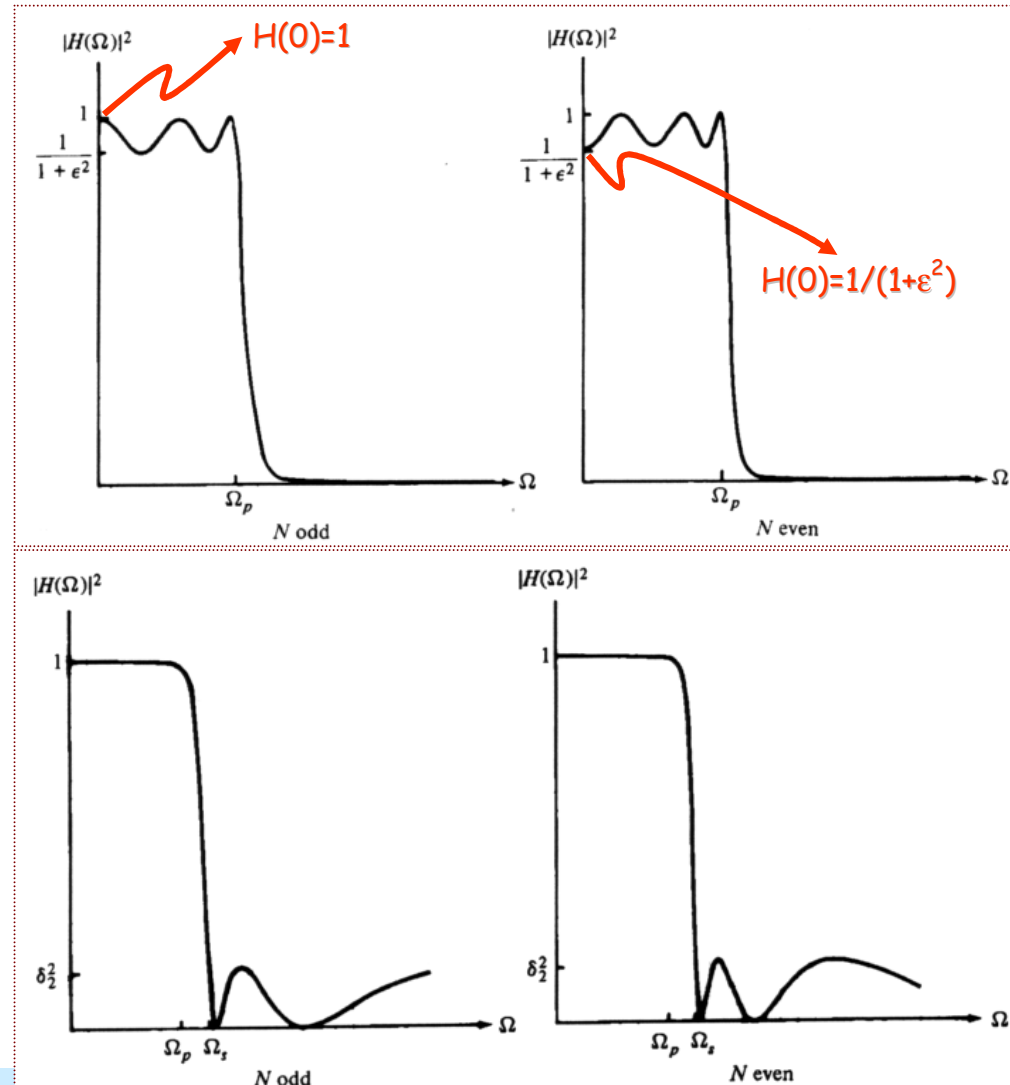 |H(Ω)|²
H(0)=1
1
1
1 + ϵ²
Ω
Ωₚ
N odd
|H(Ω)|²
1
1
1 + ϵ²
H(0)=1/(1+ε²)
Ω
Ωₚ
N even
|H(Ω)|²
1
δ₂²
Ω
Ωₚ Ωₛ
N odd
|H(Ω)|²
1
δ₂²
Ω
Ωₚ Ωₛ
N even